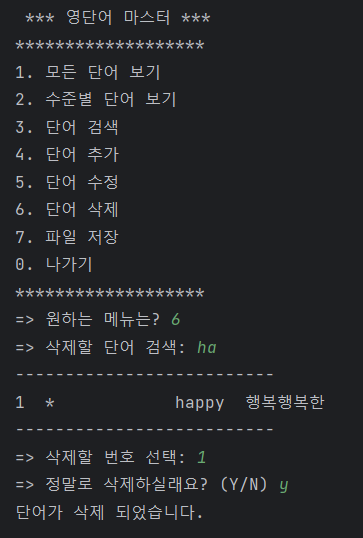 *** 영단어 마스터 ***
*******************
1. 모든 단어 보기
2. 수준별 단어 보기
3. 단어 검색
4. 단어 추가
5. 단어 수정
6. 단어 삭제
7. 파일 저장
0. 나가기
*******************
=> 원하는 메뉴는? 6
=> 삭제할 단어 검색: ha
--------------------------
1 * happy 행복행복한
--------------------------
=> 삭제할 번호 선택: 1
=> 정말로 삭제하실래요? (Y/N) y
단어가 삭제 되었습니다.